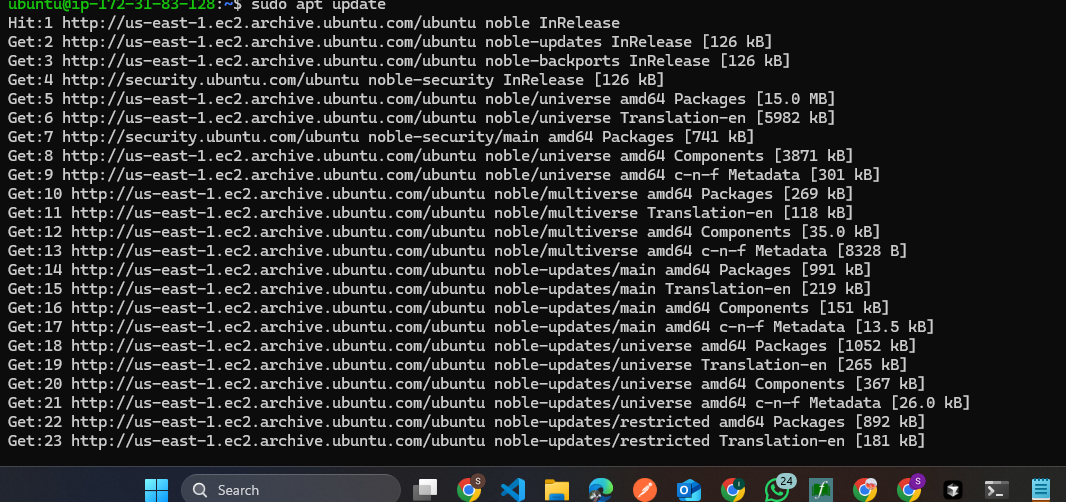 ubuntu@ip-172-31-83-128:~$ sudo apt update
Hit:1 http://us-east-1.ec2.archive.ubuntu.com/ubuntu noble InRelease
Get:2 http://us-east-1.ec2.archive.ubuntu.com/ubuntu noble-updates InRelease [126 kB]
Get:3 http://us-east-1.ec2.archive.ubuntu.com/ubuntu noble-backports InRelease [126 kB]
Get:4 http://security.ubuntu.com/ubuntu noble-security InRelease [126 kB]
Get:5 http://us-east-1.ec2.archive.ubuntu.com/ubuntu noble/universe amd64 Packages [15.0 MB]
Get:6 http://us-east-1.ec2.archive.ubuntu.com/ubuntu noble/universe Translation-en [5982 kB]
Get:7 http://security.ubuntu.com/ubuntu noble-security/main amd64 Packages [741 kB]
Get:8 http://us-east-1.ec2.archive.ubuntu.com/ubuntu noble/universe amd64 Components [3871 kB]
Get:9 http://us-east-1.ec2.archive.ubuntu.com/ubuntu noble/universe amd64 c-n-f Metadata [301 kB]
Get:10 http://us-east-1.ec2.archive.ubuntu.com/ubuntu noble/multiverse amd64 Packages [269 kB]
Get:11 http://us-east-1.ec2.archive.ubuntu.com/ubuntu noble/multiverse Translation-en [118 kB]
Get:12 http://us-east-1.ec2.archive.ubuntu.com/ubuntu noble/multiverse amd64 Components [35.0 kB]
Get:13 http://us-east-1.ec2.archive.ubuntu.com/ubuntu noble/multiverse amd64 c-n-f Metadata [8328 B]
Get:14 http://us-east-1.ec2.archive.ubuntu.com/ubuntu noble-updates/main amd64 Packages [991 kB]
Get:15 http://us-east-1.ec2.archive.ubuntu.com/ubuntu noble-updates/main Translation-en [219 kB]
Get:16 http://us-east-1.ec2.archive.ubuntu.com/ubuntu noble-updates/main amd64 Components [151 kB]
Get:17 http://us-east-1.ec2.archive.ubuntu.com/ubuntu noble-updates/main amd64 c-n-f Metadata [13.5 kB]
Get:18 http://us-east-1.ec2.archive.ubuntu.com/ubuntu noble-updates/universe amd64 Packages [1052 kB]
Get:19 http://us-east-1.ec2.archive.ubuntu.com/ubuntu noble-updates/universe Translation-en [265 kB]
Get:20 http://us-east-1.ec2.archive.ubuntu.com/ubuntu noble-updates/universe amd64 Components [367 kB]
Get:21 http://us-east-1.ec2.archive.ubuntu.com/ubuntu noble-updates/universe amd64 c-n-f Metadata [26.0 kB]
Get:22 http://us-east-1.ec2.archive.ubuntu.com/ubuntu noble-updates/restricted amd64 Packages [892 kB]
Get:23 http://us-east-1.ec2.archive.ubuntu.com/ubuntu noble-updates/restricted Translation-en [181 kB]
Search S 24 S